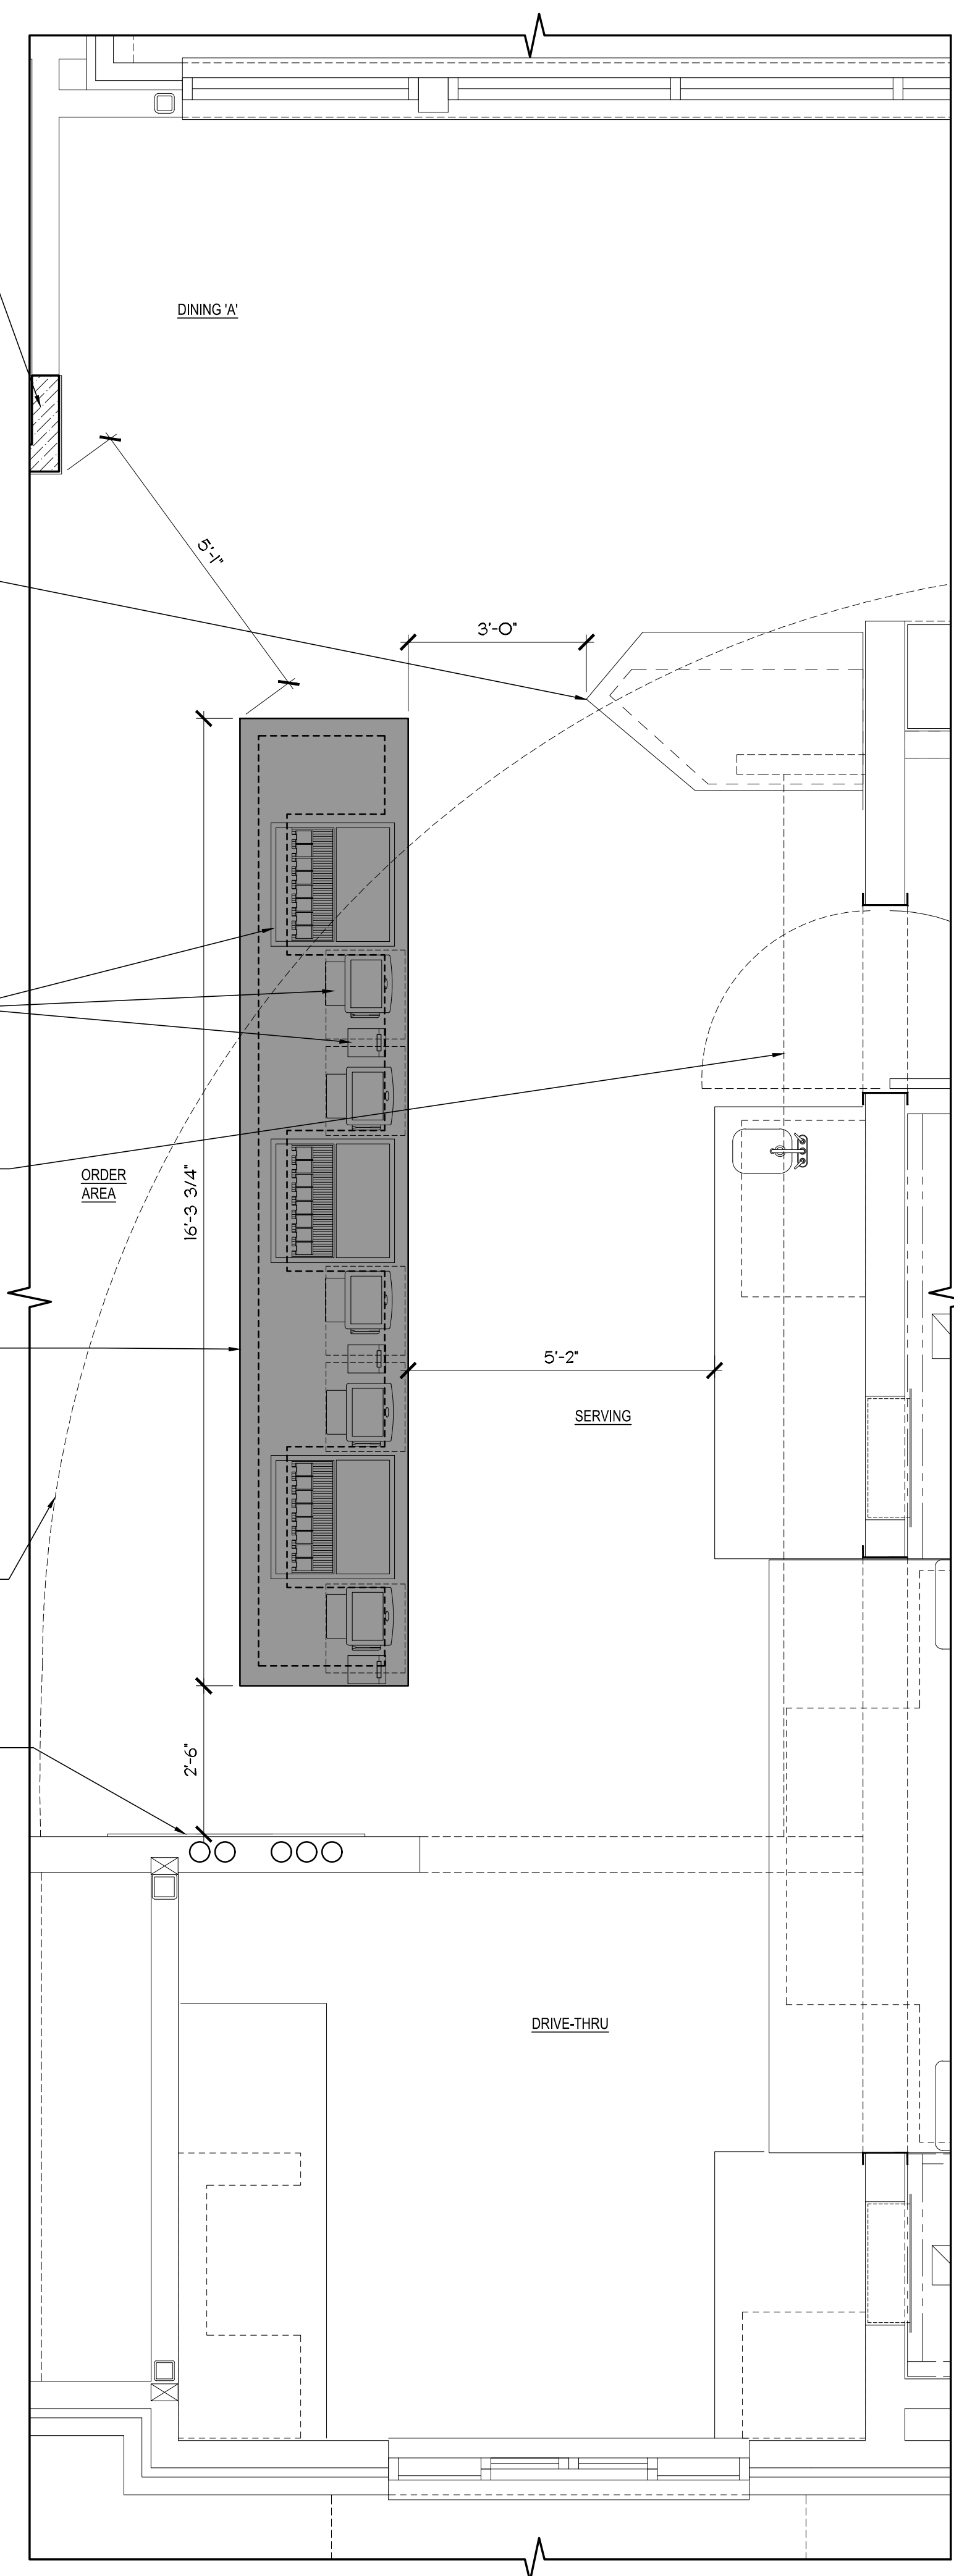 DINING 'A'
5'-1"
3'-0"
ORDER
AREA
16'-3 3/4"
5'-2"
SERVING
2'-6"
DRIVE-THRU